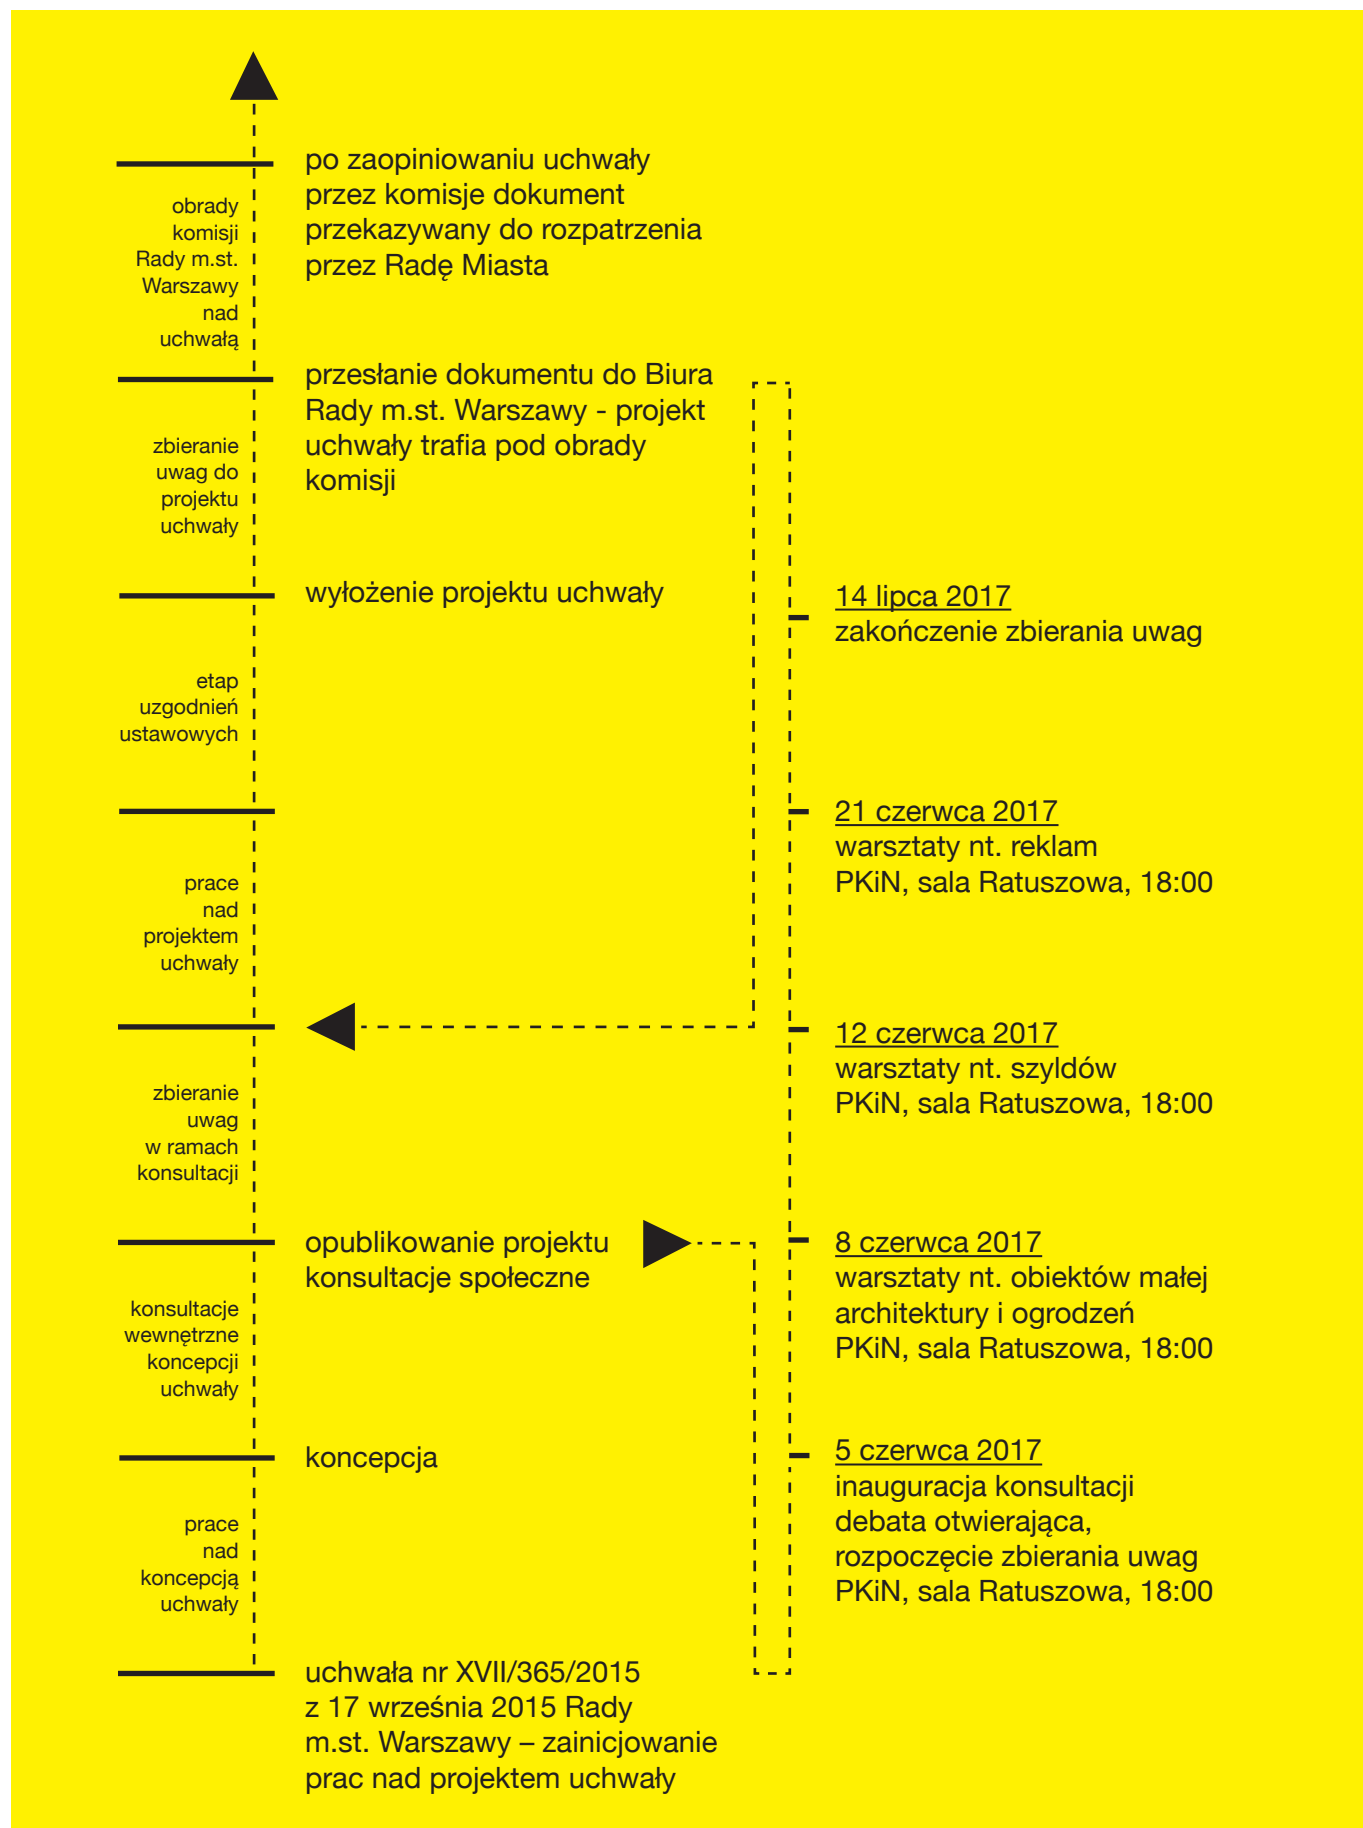 po zaopiniowaniu uchwały
przez komisje dokument
przekazywany do rozpatrzenia
przez Radę Miasta
obrady
komisji
Rady m.st.
Warszawy
nad
uchwałą
przesłanie dokumentu do Biura
Rady m.st. Warszawy - projekt
uchwały trafia pod obrady
komisji
zbieranie
uwag do
projektu
uchwały
wyłożenie projektu uchwały
etap
uzgodnień
ustawowych
prace
nad
projektem
uchwały
zbieranie
uwag
w ramach
konsultacji
opublikowanie projektu
konsultacje społeczne
konsultacje
wewnętrzne
koncepcji
uchwały
koncepcja
prace
nad
koncepcją
uchwały
uchwała nr XVII/365/2015
z 17 września 2015 Rady
m.st. Warszawy – zainicjowanie
prac nad projektem uchwały
14 lipca 2017
zakończenie zbierania uwag
21 czerwca 2017
warsztaty nt. reklam
PKiN, sala Ratuszowa, 18:00
12 czerwca 2017
warsztaty nt. szyldów
PKiN, sala Ratuszowa, 18:00
8 czerwca 2017
warsztaty nt. obiektów małej
architektury i ogrodzeń
PKiN, sala Ratuszowa, 18:00
5 czerwca 2017
inauguracja konsultacji
debata otwierająca,
rozpoczęcie zbierania uwag
PKiN, sala Ratuszowa, 18:00